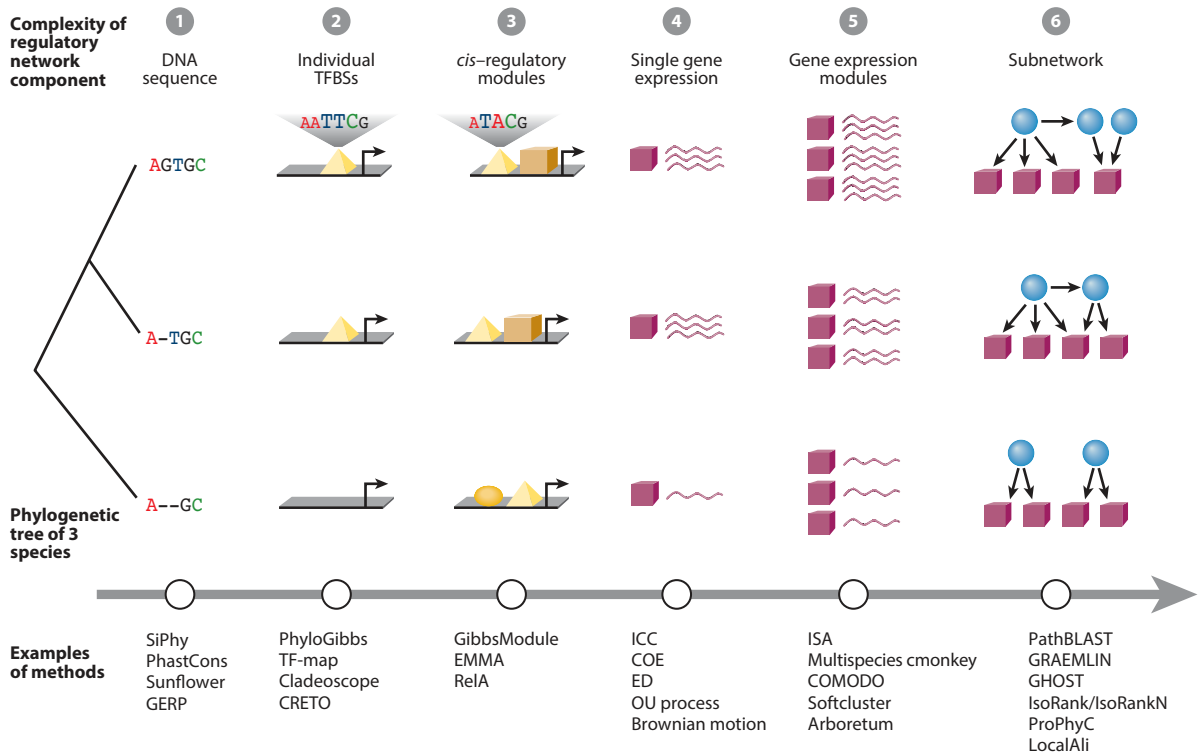 Complexity of
regulatory
network
component
1
DNA
sequence
2
Individual
TFBSs
3
cis–regulatory
modules
4
Single gene
expression
5
Gene expression
modules
6
Subnetwork
AATTCG
ATACG
AGTGC
A–TGC
A––GC
Phylogenetic
tree of 3
species
Examples
of methods
SiPhy
PhastCons
Sunflower
GERP
PhyloGibbs
TF-map
Cladeoscope
CRETO
GibbsModule
EMMA
RelA
ICC
COE
ED
OU process
Brownian motion
ISA
Multispecies cmonkey
COMODO
Softcluster
Arboretum
PathBLAST
GRAEMLIN
GHOST
IsoRank/IsoRankN
ProPhyC
LocalAli